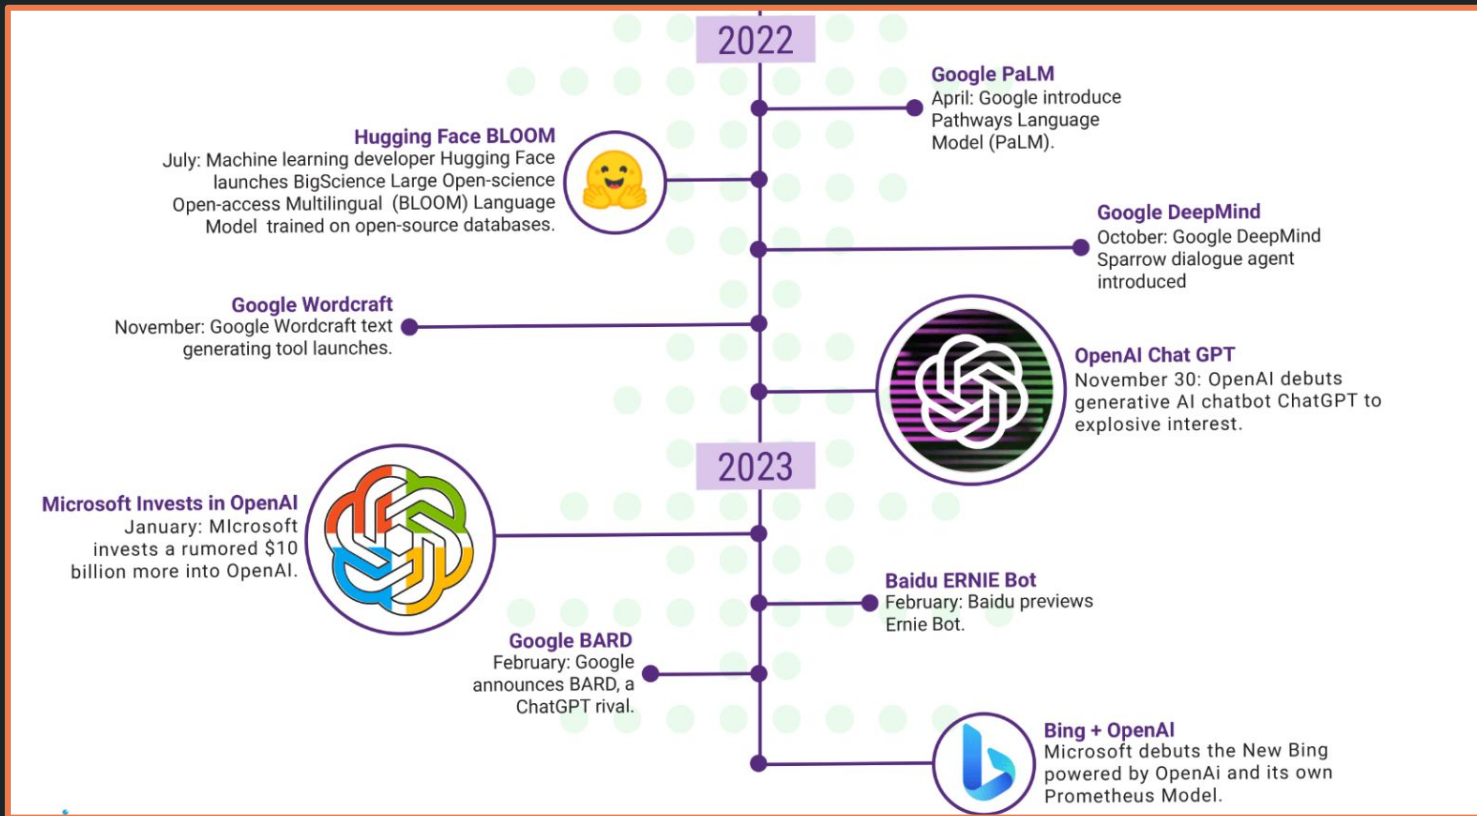 2022
Google PaLM
April: Google introduce
Pathways Language
Model (PaLM).
Hugging Face BLOOM
July: Machine learning developer Hugging Face
launches BigScience Large Open-science
Open-access Multilingual (BLOOM) Language
Model trained on open-source databases.
Google DeepMind
October: Google DeepMind
Sparrow dialogue agent
introduced
Google Wordcraft
November: Google Wordcraft text
generating tool launches.
OpenAI Chat GPT
November 30: OpenAI debuts
generative AI chatbot ChatGPT to
explosive interest.
2023
Microsoft Invests in OpenAI
January: MIcrosoft
invests a rumored $10
billion more into OpenAI.
Baidu ERNIE Bot
February: Baidu previews
Ernie Bot.
Google BARD
February: Google
announces BARD, a
ChatGPT rival.
Bing + OpenAI
Microsoft debuts the New Bing
powered by OpenAi and its own
Prometheus Model.